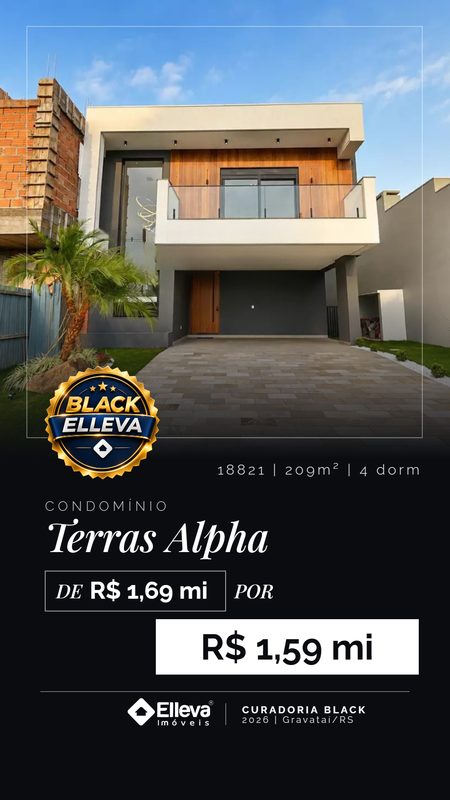 BLACK
ELLEVA
18821 | 209m² | 4 dorm
CONDOMÍNIO
Terras Alpha
DE R$ 1,69 mi POR
R$ 1,59 mi
Elleva®
Imóveis
CURADORIA BLACK
2026 | Gravataí/RS